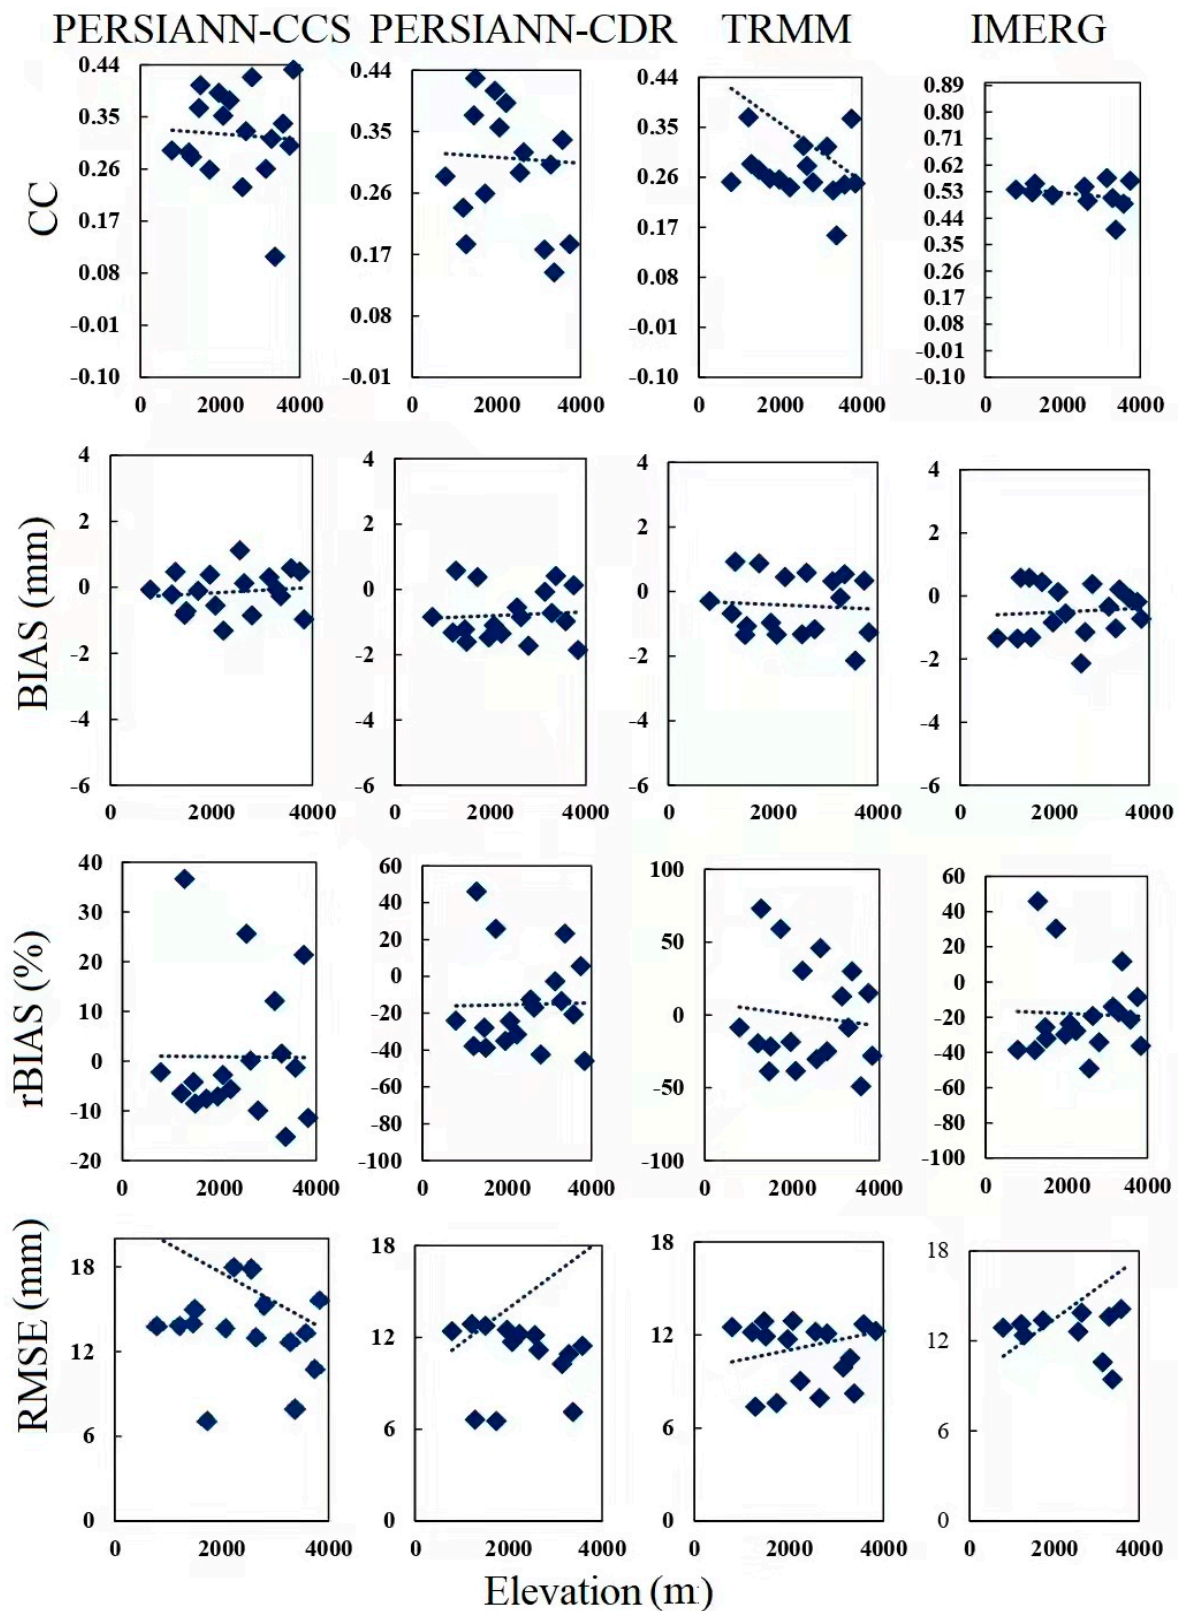 PERSIANN-CCS PERSIANN-CDR TRMM IMERG
CC
0.44 0.35 0.26 0.17 0.08 -0.01 -0.10
0 2000 4000
0.44 0.35 0.26 0.17 0.08 -0.01
0 2000 4000
0.44 0.35 0.26 0.17 0.08 -0.01 -0.10
0 2000 4000
0.89 0.80 0.71 0.62 0.53 0.44 0.35 0.26 0.17 0.08 -0.01 -0.10
0 2000 4000
BIAS (mm)
4 2 0 -2 -4 -6
0 2000 4000
4 2 0 -2 -4 -6
0 2000 4000
4 2 0 -2 -4 -6
0 2000 4000
4 2 0 -2 -4 -6
0 2000 4000
rBIAS (%)
40 30 20 10 0 -10 -20
0 2000 4000
60 40 20 0 -20 -40 -60 -80 -100
0 2000 4000
100 50 0 -50 -100
0 2000 4000
60 40 20 0 -20 -40 -60 -80 -100
0 2000 4000
RMSE (mm)
18 12 6 0
0 2000 4000
18 12 6 0
0 2000 4000
18 12 6 0
0 2000 4000
18 12 6 0
0 2000 4000
Elevation (m)